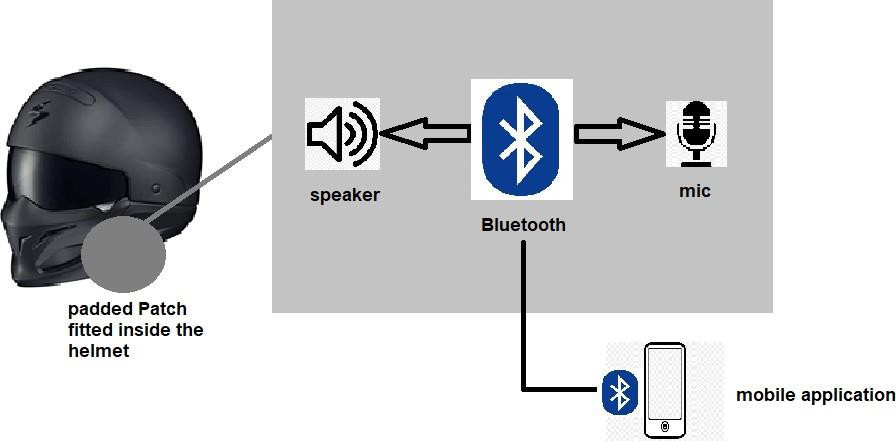 speaker
Bluetooth
mic
padded Patch
fitted inside the
helmet
mobile application